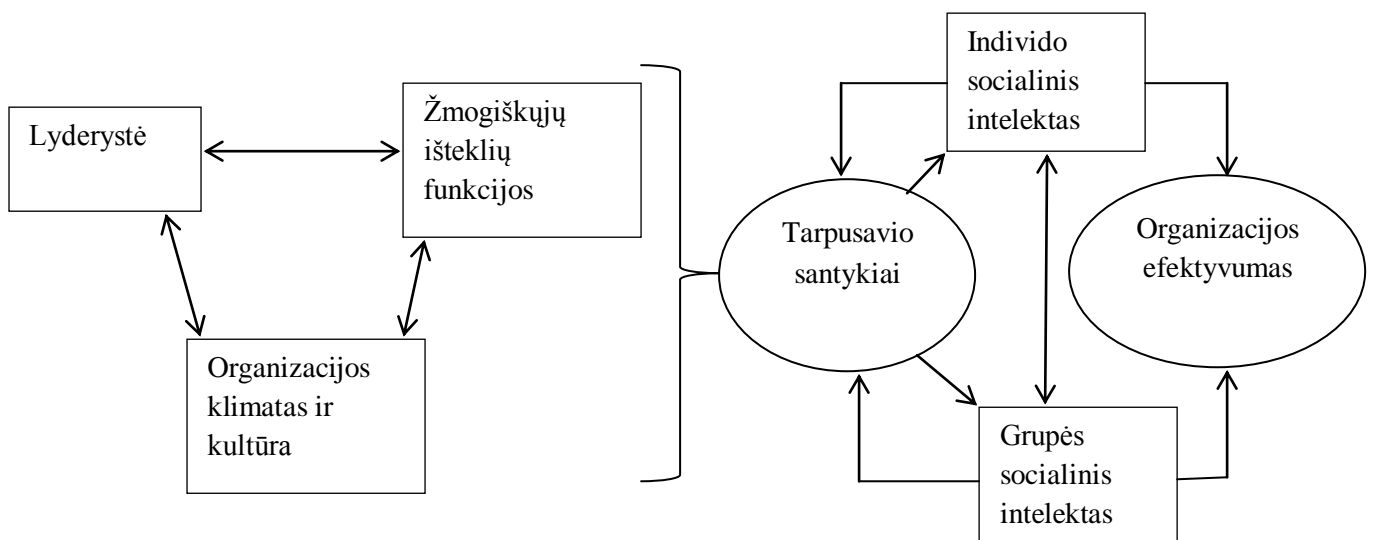 Lyderystė
Žmogiškųjų
išteklių
funkcijos
Organizacijos
klimatas ir
kultūra
Tarpusavio
santykiai
Individo
socialinis
intelektas
Grupės
socialinis
intelektas
Organizacijos
efektyvumas